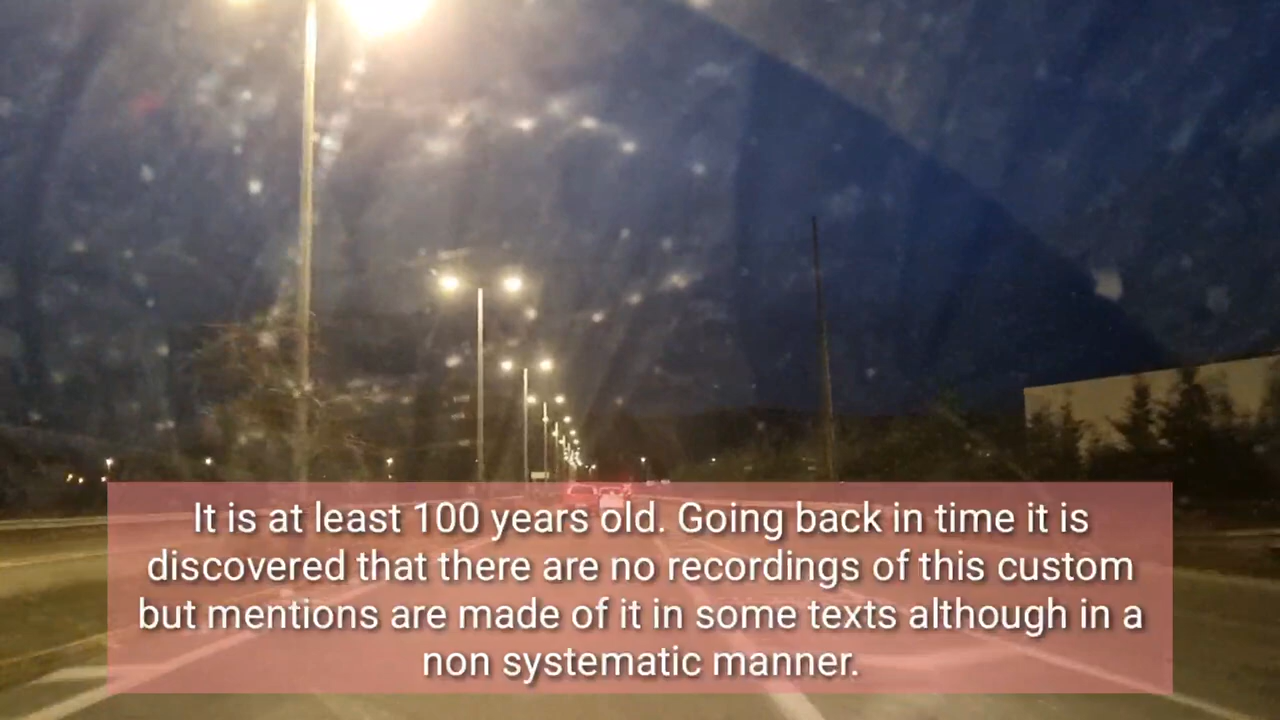 It is at least 100 years old. Going back in time it is
discovered that there are no recordings of this custom
but mentions are made of it in some texts although in a
non systematic manner.